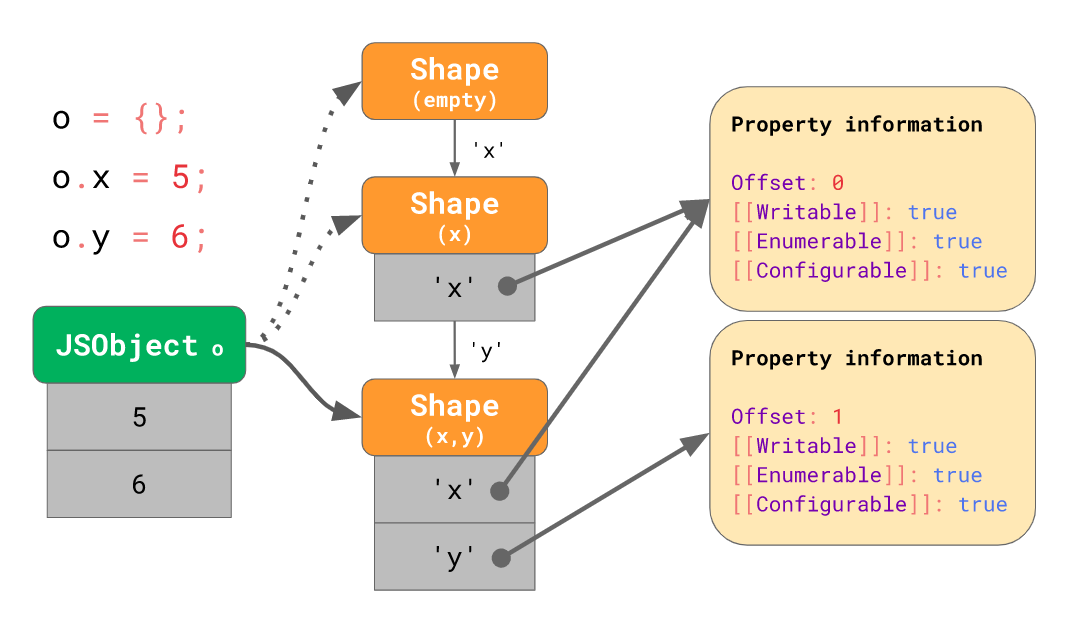 o = {};
o.x = 5;
o.y = 6;
JSObject o
5
6
Shape
(empty)
'x'
Shape
(x)
'x'
'y'
Shape
(x,y)
'x'
'y'
Property information
Offset: 0
[[Writable]]: true
[[Enumerable]]: true
[[Configurable]]: true
Property information
Offset: 1
[[Writable]]: true
[[Enumerable]]: true
[[Configurable]]: true